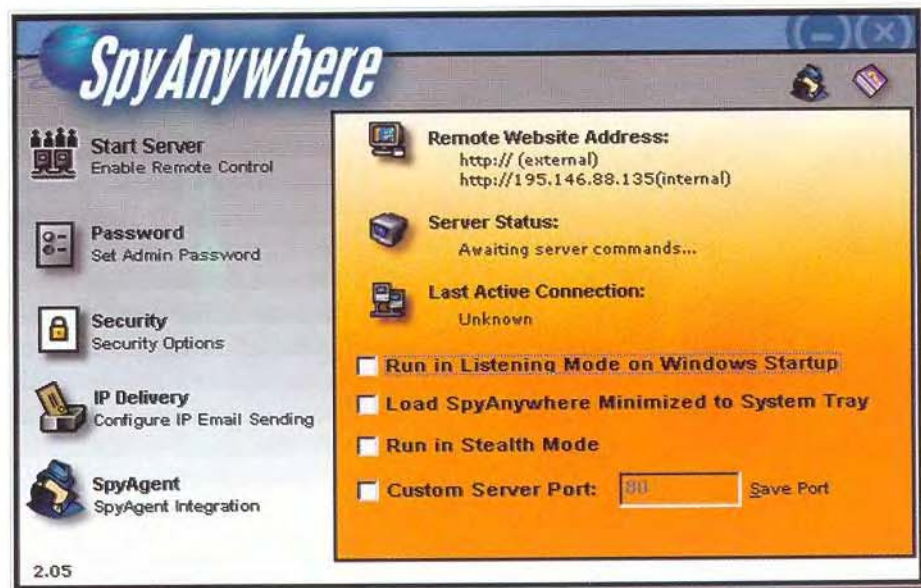 SpyAnywhere
Start Server
Enable Remote Control
Password
Set Admin Password
Security
Security Options
IP Delivery
Configure IP Email Sending
SpyAgent
SpyAgent Integration
2.05
Remote Website Address:
http:// (external)
http://195.146.88.135(internal)
Server Status:
Awaiting server commands...
Last Active Connection:
Unknown
Run in Listening Mode on Windows Startup
Load SpyAnywhere Minimized to System Tray
Run in Stealth Mode
Custom Server Port: 80 Save Port